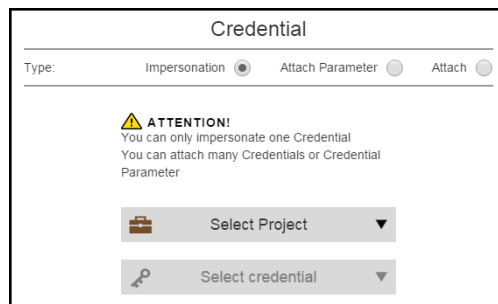 Credential
Type: Impersonation Attach Parameter Attach
ATTENTION!
You can only impersonate one Credential
You can attach many Credentials or Credential
Parameter
Select Project
Select credential